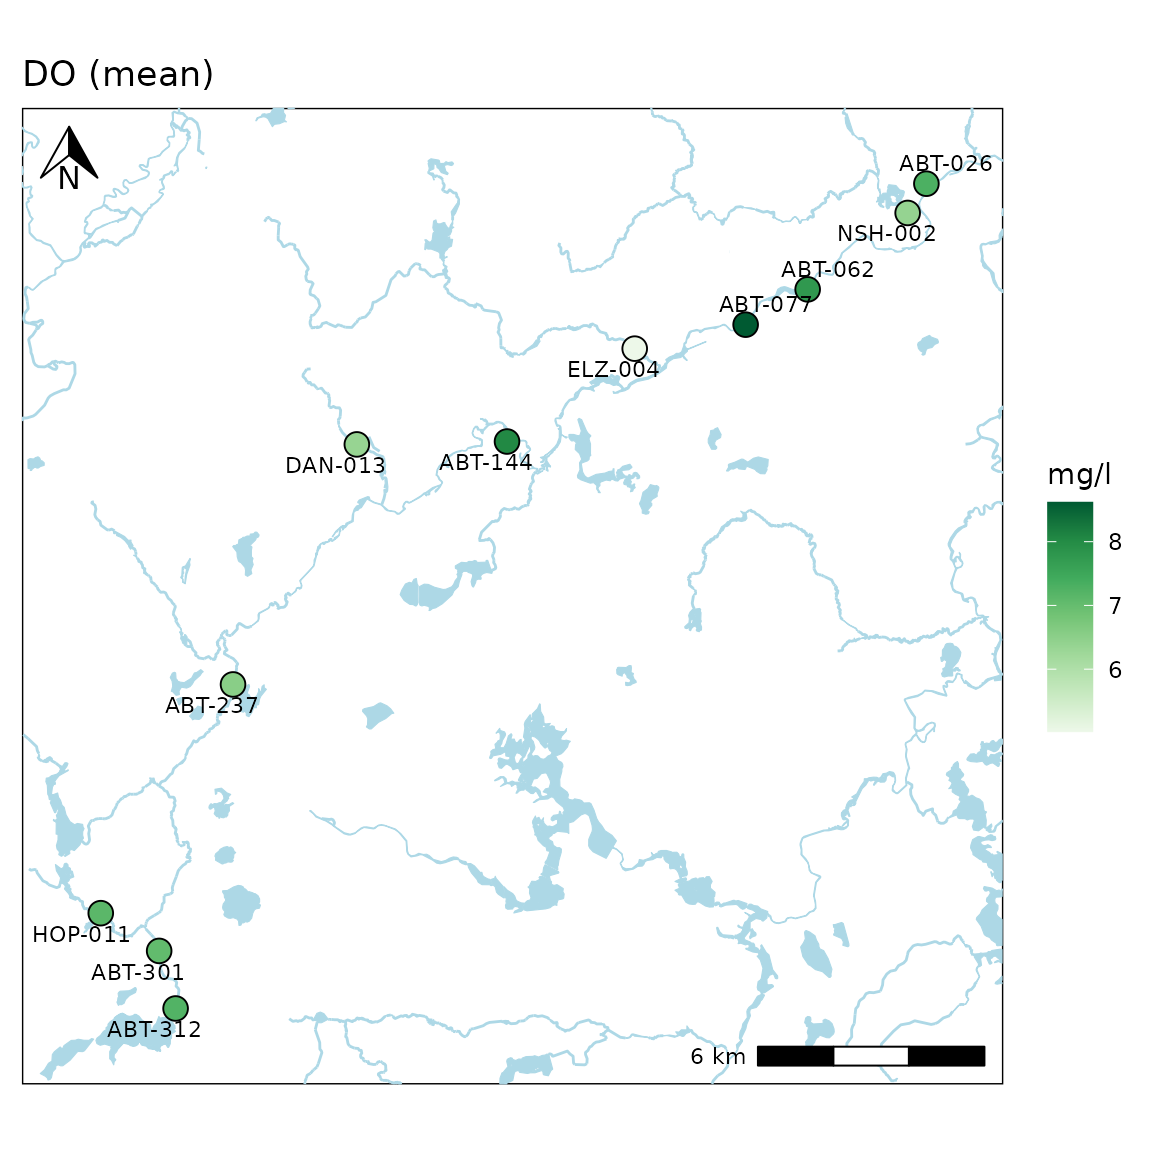 DO (mean)
N
ABT-026
NSH-002
ABT-062
ABT-077
ELZ-004
DAN-013
ABT-144
ABT-237
HOP-011
ABT-301
ABT-312
6 km
mg/l
8
7
6